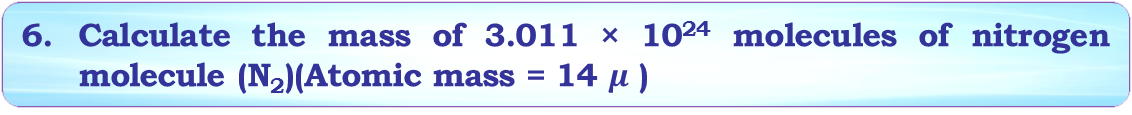 6. Calculate the mass of 3.011 × 10²⁴ molecules of nitrogen
molecule (N₂)(Atomic mass = 14 μ )